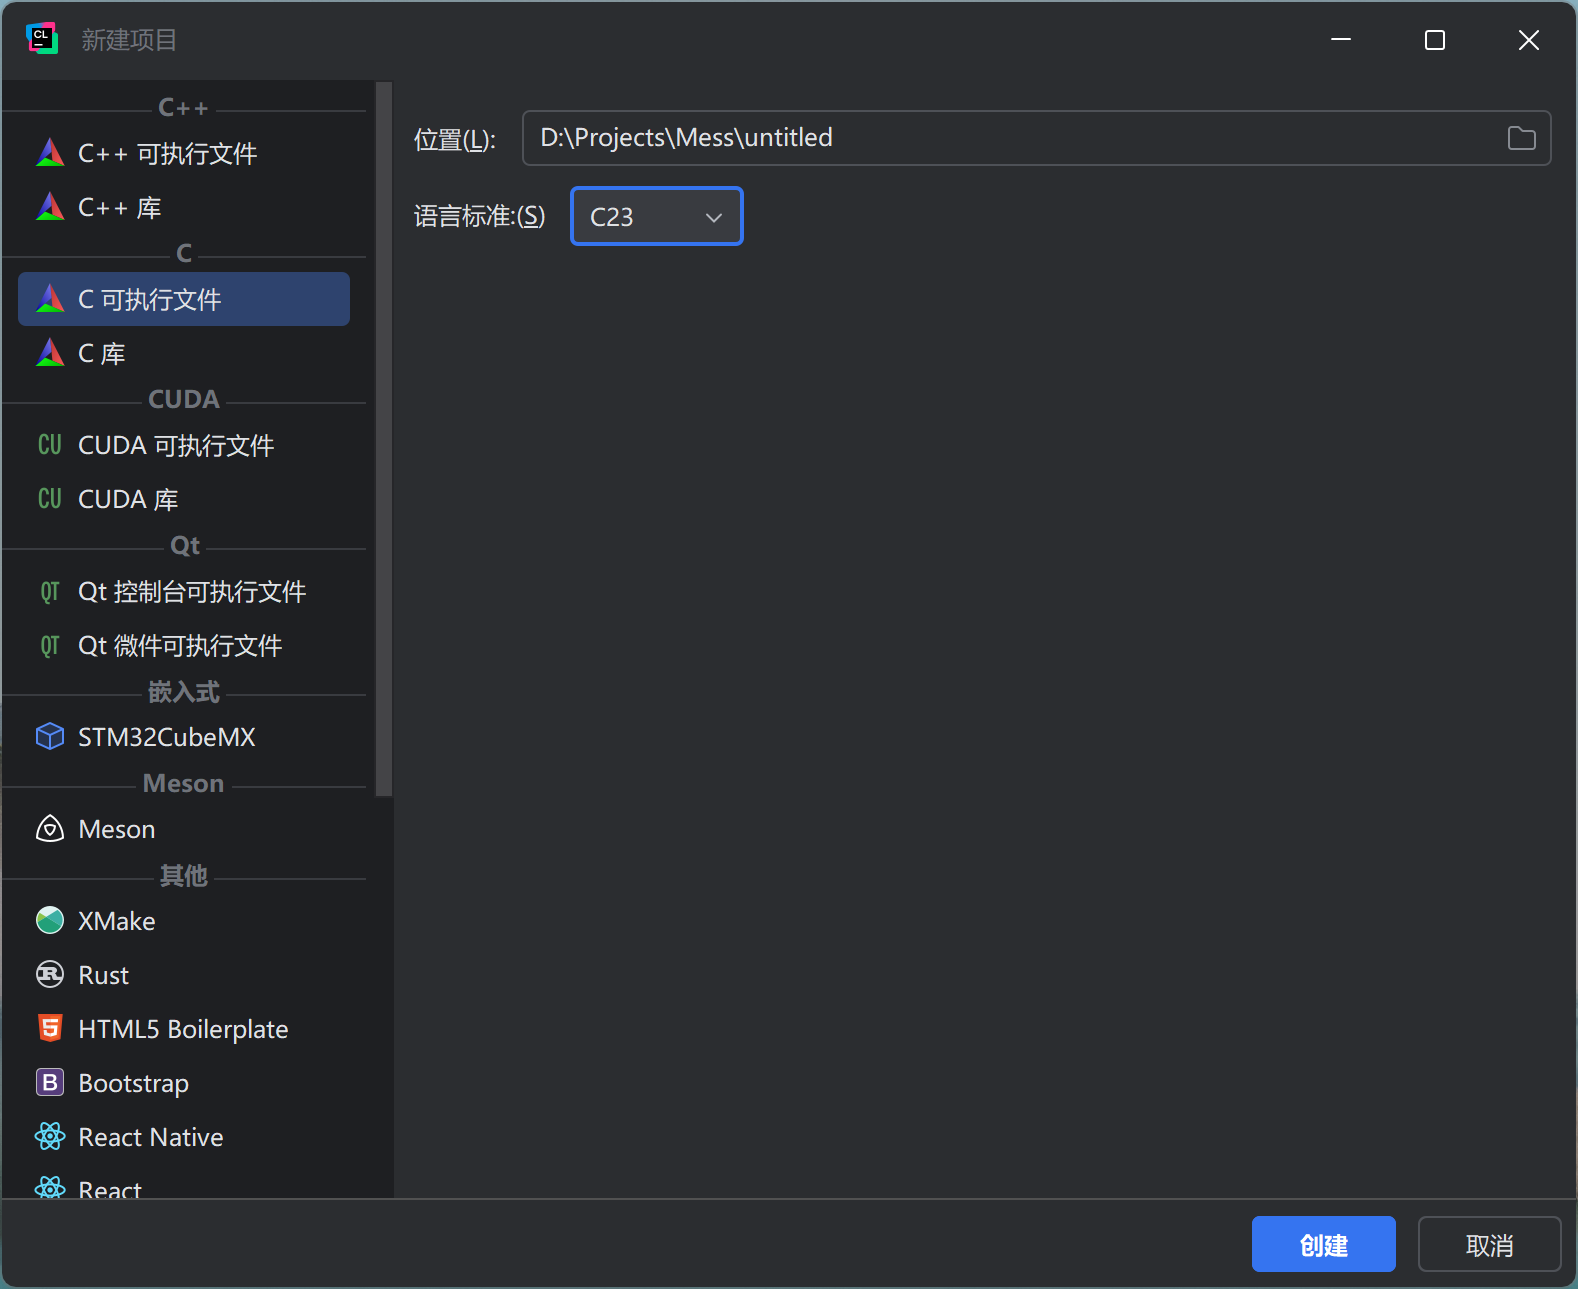 CL
新建项目
C++
C++ 可执行文件
C++ 库
C
C 可执行文件
C 库
CUDA
CU CUDA 可执行文件
CU CUDA 库
Qt
QT Qt 控制台可执行文件
QT Qt 微件可执行文件
嵌入式
STM32CubeMX
Meson
Meson
其他
XMake
R Rust
5 HTML5 Boilerplate
B Bootstrap
React Native
React
位置(L):
D:\Projects\Mess\untitled
语言标准:(S)
C23
创建
取消